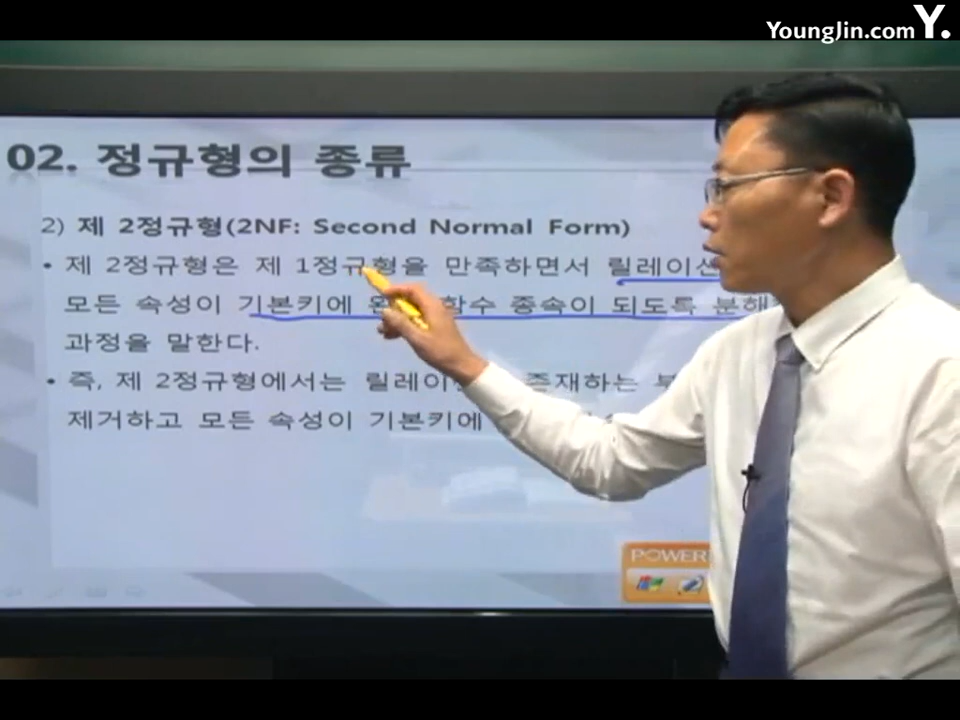 YoungJin.com Y.
02. 정규형의 종류
2) 제 2정규형(2NF: Second Normal Form)
• 제 2정규형은 제 1정규형을 만족하면서 릴레이션
모든 속성이 기본키에 함수 종속이 되도록 분해
과정을 말한다.
• 즉, 제 2정규형에서는 존재하는
제거하고 모든 속성이 기본키에
POWER